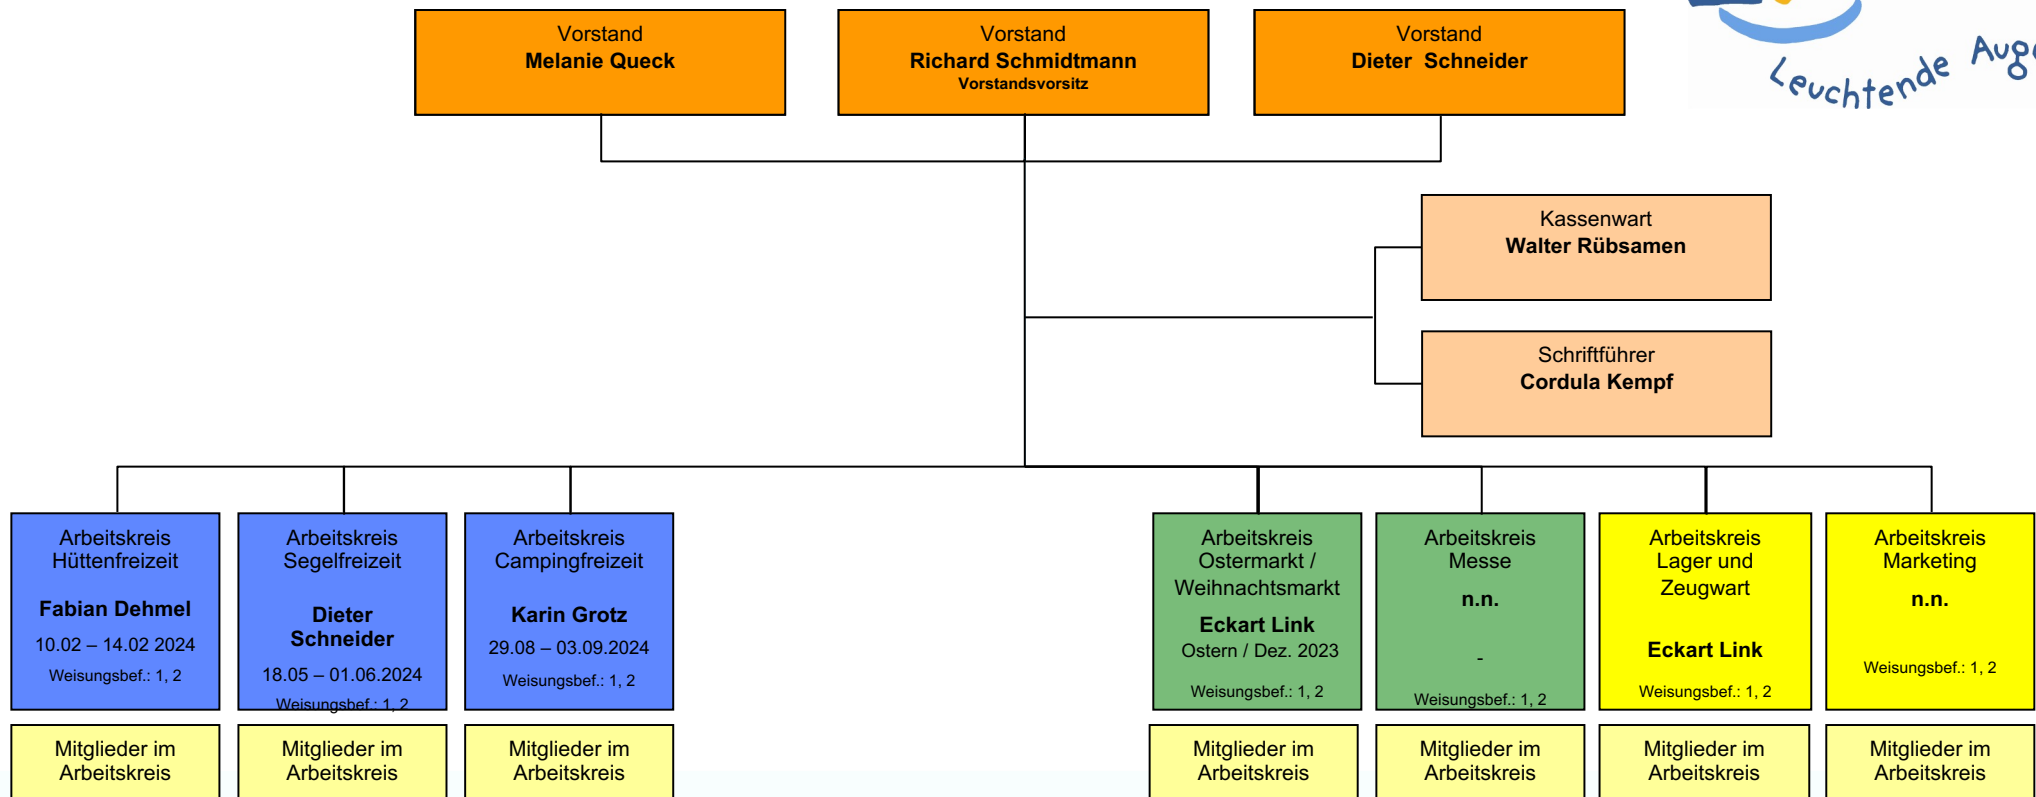 Vorstand
Melanie Queck
Vorstand
Richard Schmidtmann
Vorstandsvorsitz
Vorstand
Dieter Schneider
Leuchtende
Kassenwart
Walter Rübsamen
Schriftführer
Cordula Kempf
Arbeitskreis
Hüttenfreizeit
Fabian Dehmel
10.02 – 14.02 2024
Weisungsbef.: 1, 2
Arbeitskreis
Segelfreizeit
Dieter
Schneider
18.05 – 01.06.2024
Weisungsbef.: 1, 2
Arbeitskreis
Campingfreizeit
Karin Grotz
29.08 – 03.09.2024
Weisungsbef.: 1, 2
Arbeitskreis
Ostermarkt /
Weihnachtsmarkt
Eckart Link
Ostern / Dez. 2023
Weisungsbef.: 1, 2
Arbeitskreis
Messe
n.n.
-
Weisungsbef.: 1, 2
Arbeitskreis
Lager und
Zeugwart
Eckart Link
Weisungsbef.: 1, 2
Arbeitskreis
Marketing
n.n.
Weisungsbef.: 1, 2
Mitglieder im
Arbeitskreis
Mitglieder im
Arbeitskreis
Mitglieder im
Arbeitskreis
Mitglieder im
Arbeitskreis
Mitglieder im
Arbeitskreis
Mitglieder im
Arbeitskreis
Mitglieder im
Arbeitskreis